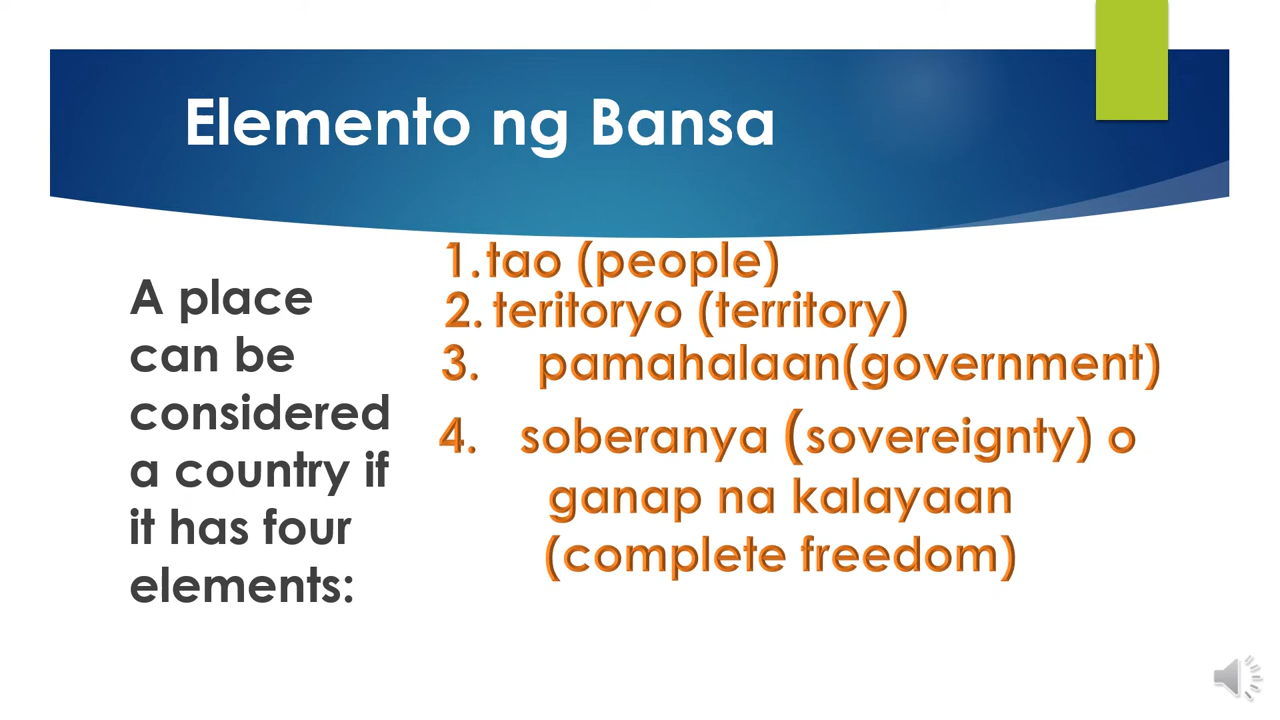 Elemento ng Bansa
A place
can be
considered
a country if
it has four
elements:
1. tao (people)
2. teritoryo (territory)
3. pamahalaan(government)
4. soberanya (sovereignty) o
ganap na kalayaan
(complete freedom)